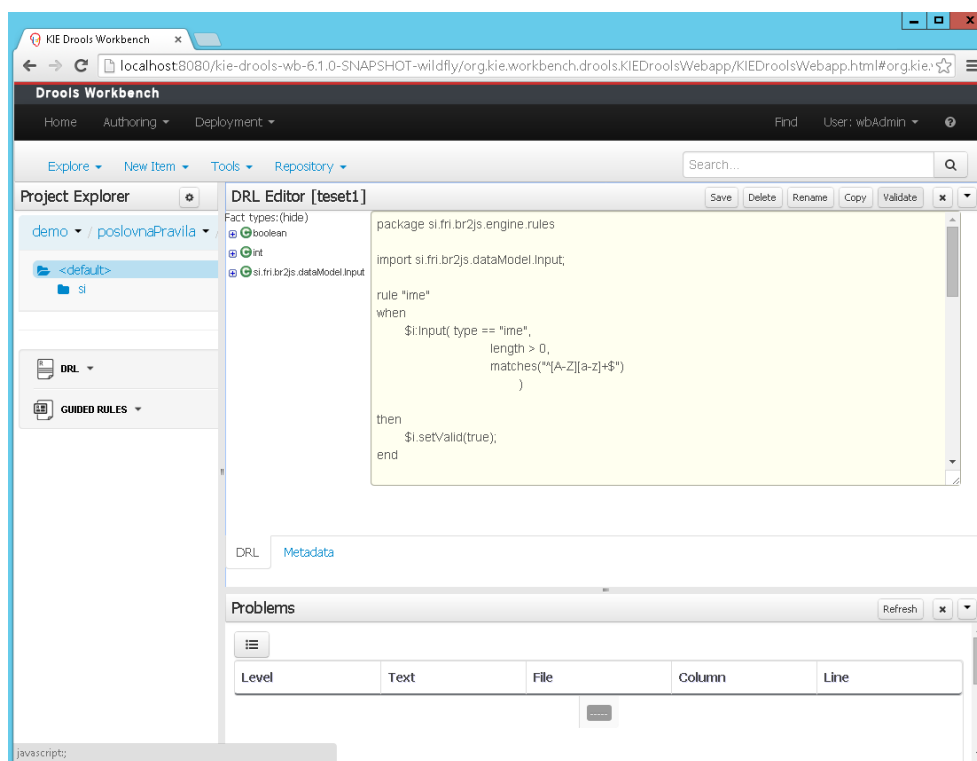 KIE Drools Workbench
localhost:8080/kie-drools-wb-6.1.0-SNAPSHOT-wildfly/org.kie.workbench.drools.KIEDroolsWebapp/KIEDroolsWebapp.html#org.kie.
Drools Workbench
Home Authoring Deployment Find User: wbAdmin
Explore New Item Tools Repository Search...
Project Explorer
demo / poslovnaPravila /
<default>
si
DRL
GUIDED RULES
DRL Editor [teset1] Save Delete Rename Copy Validate
Fact types:(hide)
boolean
int
si.fri.br2js.dataModel.Input
package si.fri.br2js.engine.rules
import si.fri.br2js.dataModel.Input;
rule "ime"
when
$i:Input( type == "ime",
length > 0,
matches("^[A-Z][a-z]+$")
)
then
$i.setValid(true);
end
DRL Metadata
Problems Refresh
Level Text File Column Line
javascript:;